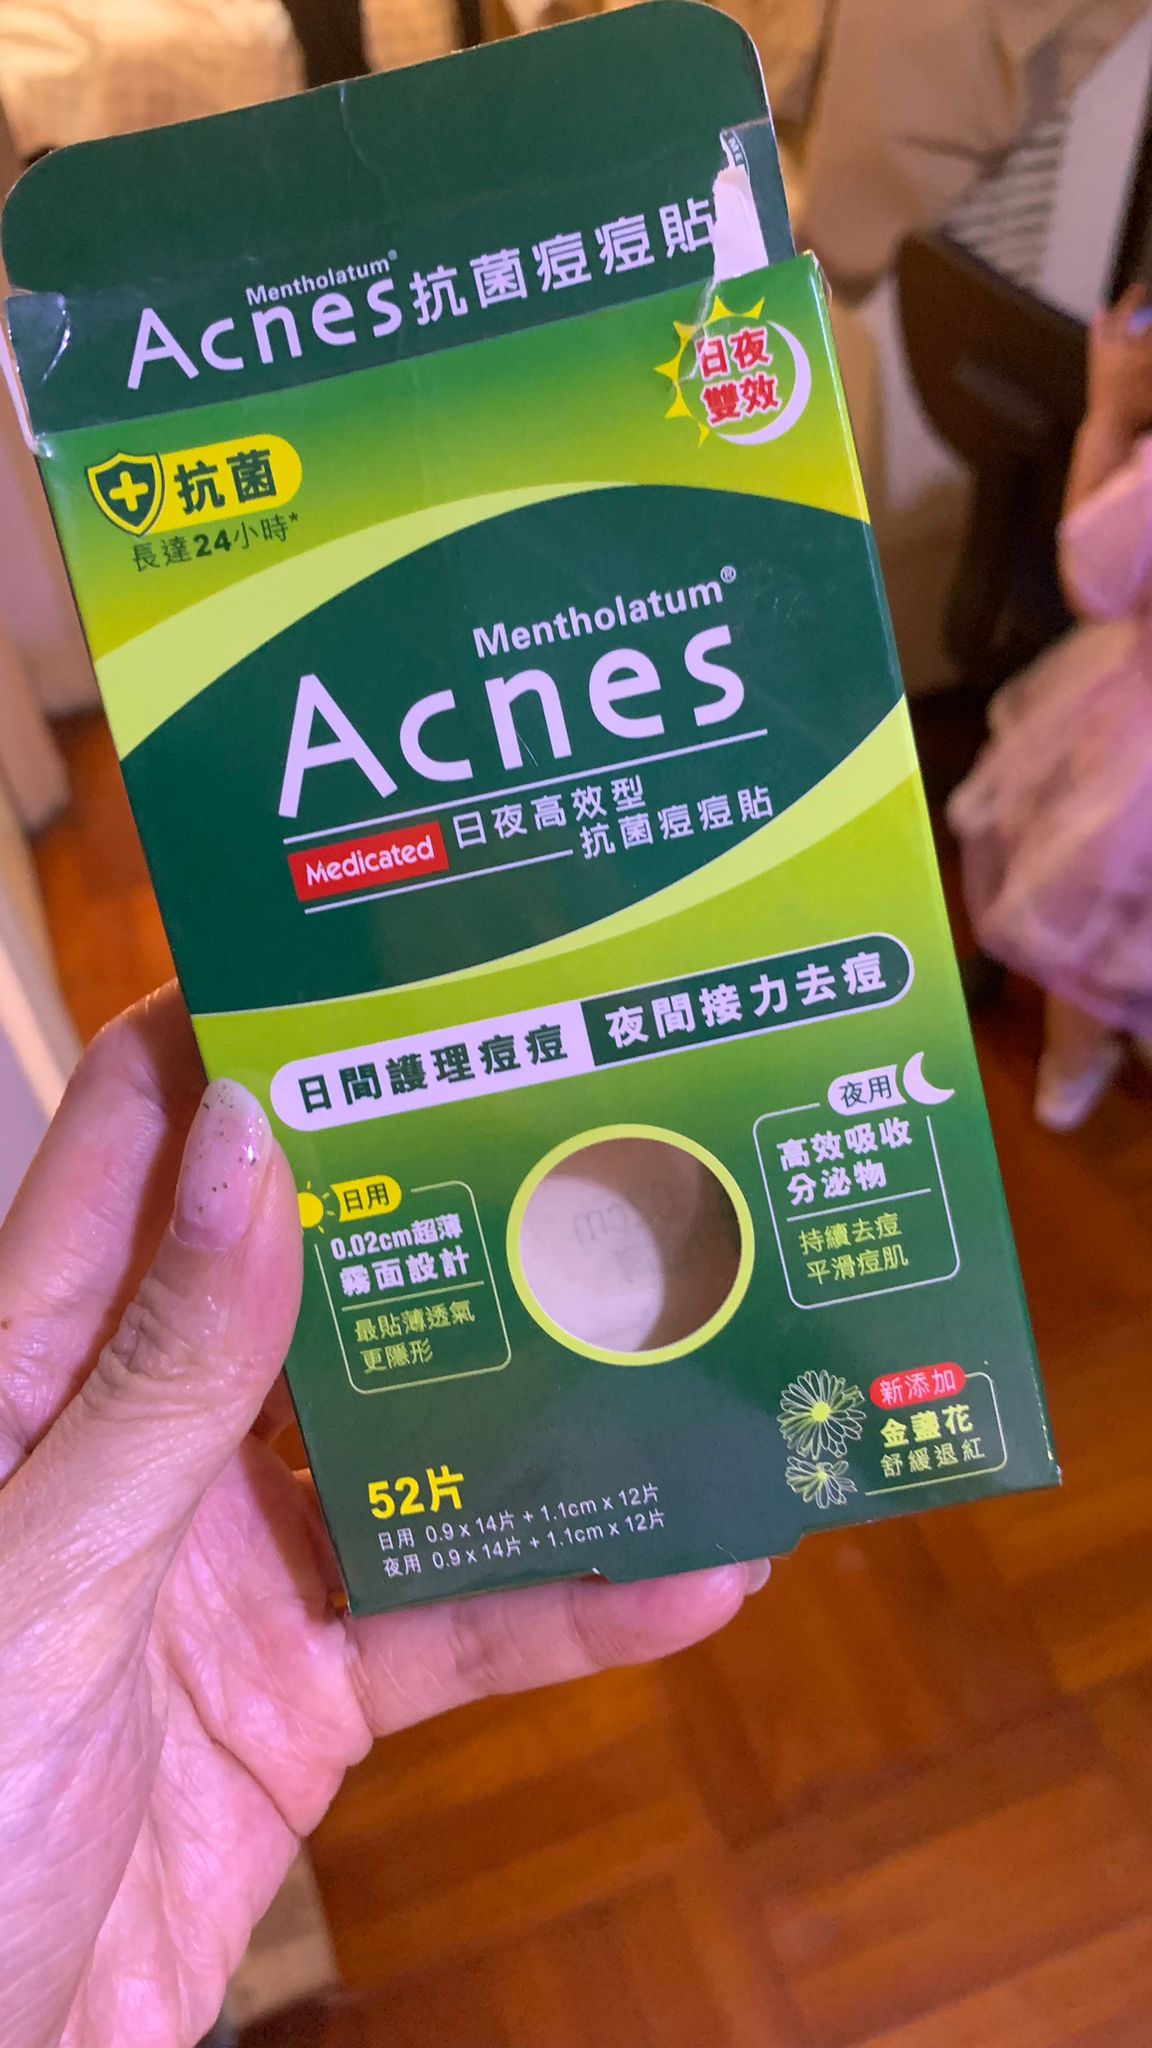 Mentholatum®
Acnes抗菌痘痘貼
日夜
雙效
抗菌
長達24小時*
Mentholatum®
Acnes
Medicated
日夜高效型
抗菌痘痘貼
日間護理痘痘 夜間接力去痘
日用
0.02cm超薄
霧面設計
最貼薄透氣
更隱形
夜用
高效吸收
分泌物
持續去痘
平滑痘肌
新添加
金盞花
舒緩退紅
52片
日用 0.9 x 14片 + 1.1cm x 12片
夜用 0.9 x 14片 + 1.1cm x 12片